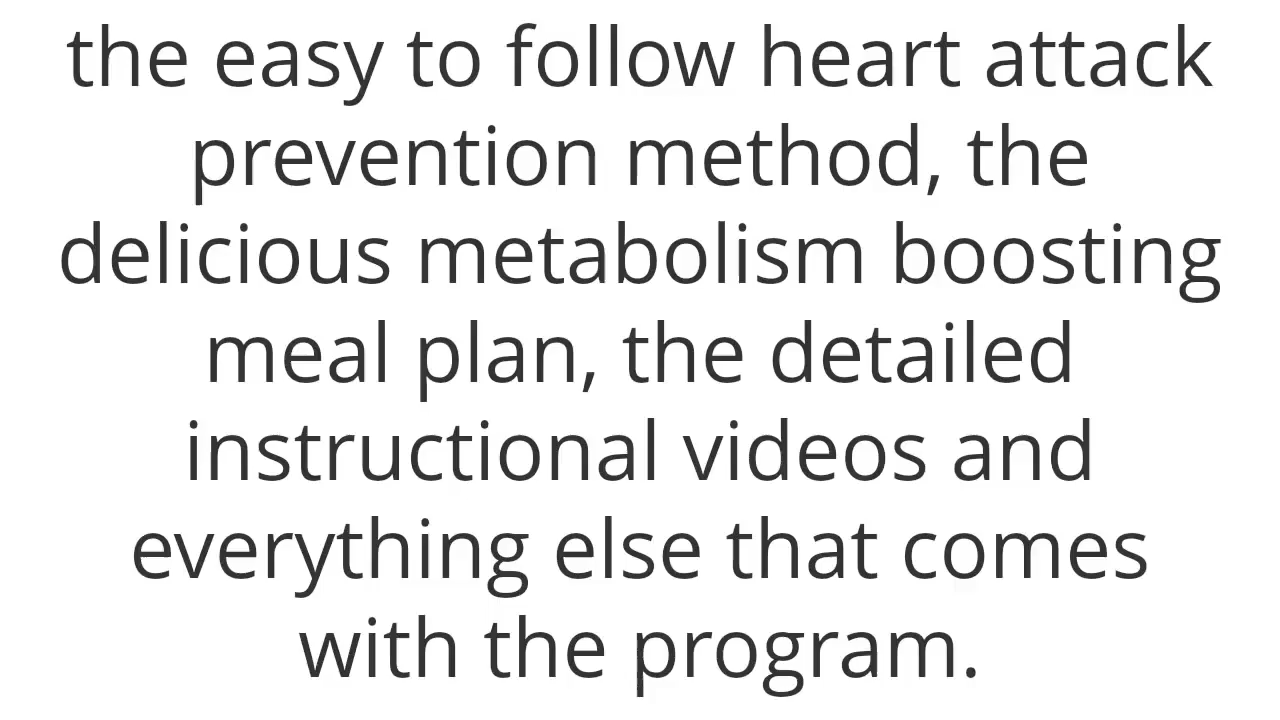 the easy to follow heart attack
prevention method, the
delicious metabolism boosting
meal plan, the detailed
instructional videos and
everything else that comes
with the program.